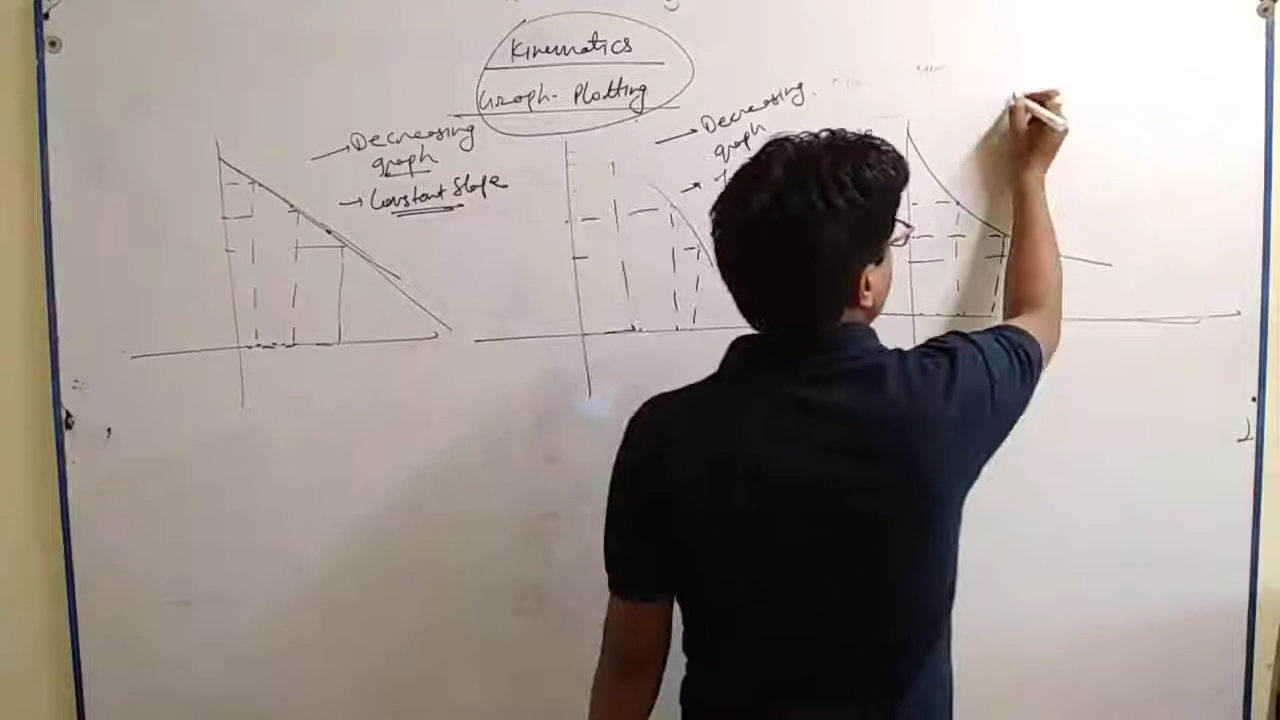 Kinematics
Graph- Plotting
→ Decreasing
graph
→ Constant slope
→ Decreasing
graph